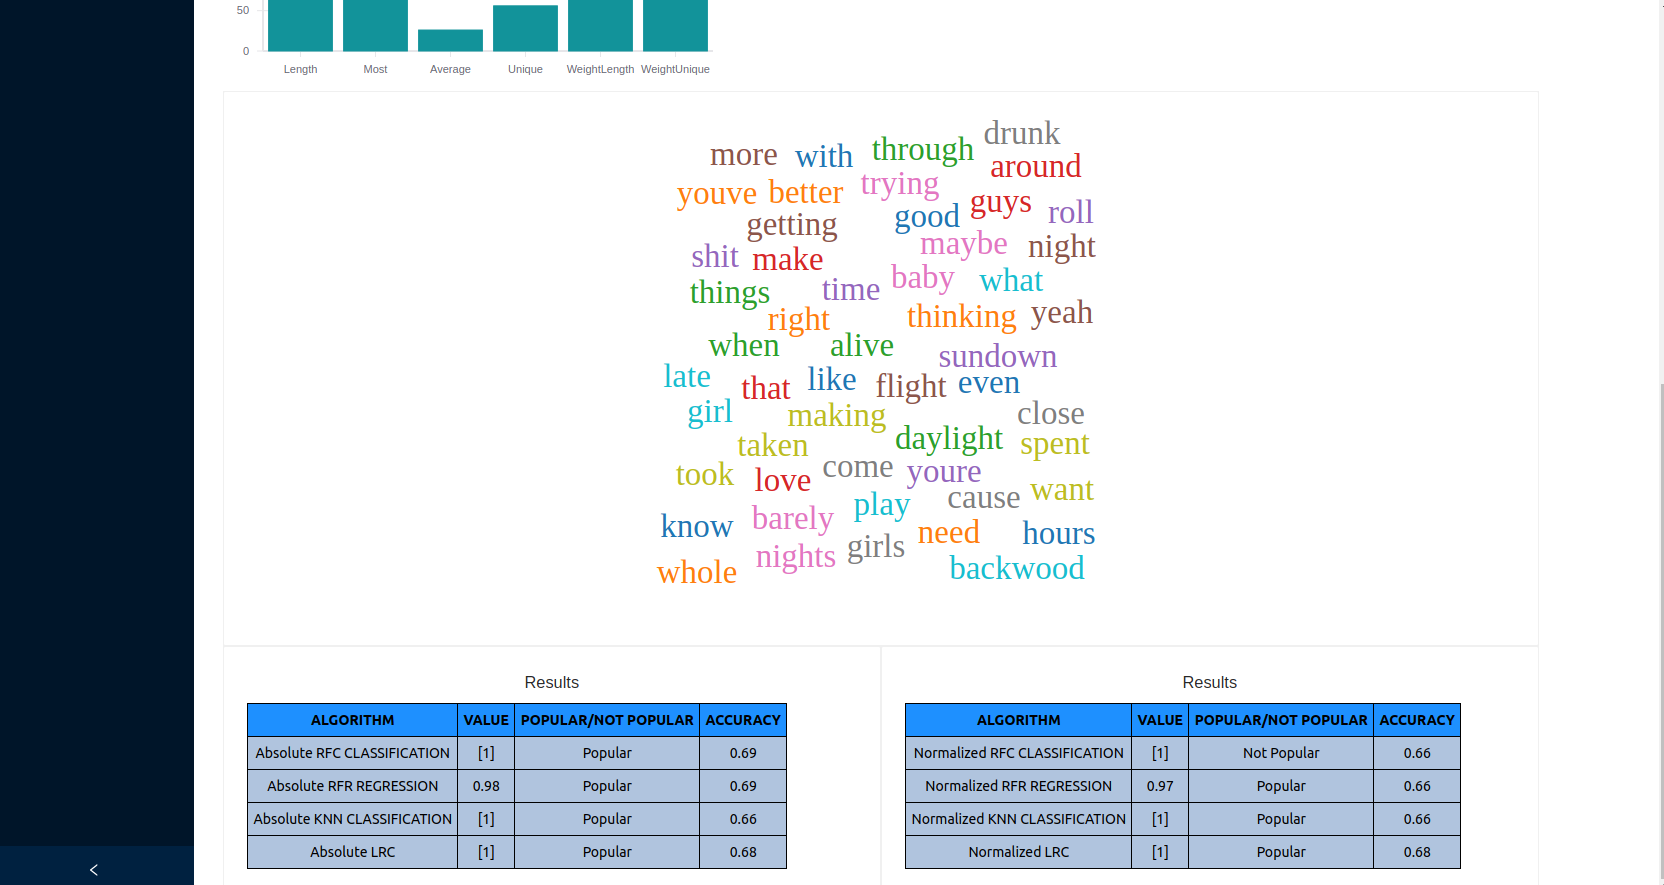 50
0
Length Most Average Unique WeightLength WeightUnique
drunk
more with through
around
youve better trying
guys
getting good roll
shit make maybe night
things time baby what
right thinking yeah
when alive sundown
late that like flight even
girl making close
taken daylight spent
took love come youre
know barely play cause want
need hours
whole nights girls backwood
Results
ALGORITHM VALUE POPULAR/NOT POPULAR ACCURACY
Absolute RFC CLASSIFICATION [1] Popular 0.69
Absolute RFR REGRESSION 0.98 Popular 0.69
Absolute KNN CLASSIFICATION [1] Popular 0.66
Absolute LRC [1] Popular 0.68
Results
ALGORITHM VALUE POPULAR/NOT POPULAR ACCURACY
Normalized RFC CLASSIFICATION [1] Not Popular 0.66
Normalized RFR REGRESSION 0.97 Popular 0.66
Normalized KNN CLASSIFICATION [1] Popular 0.66
Normalized LRC [1] Popular 0.68